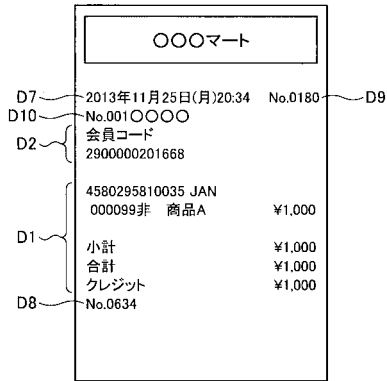 ○○○マート
D7 2013年11月25日(月)20:34 No.0180 D9
D10 No.001○○○○
D2 会員コード
2900000201668
D1 4580295810035 JAN
000099非 商品A ¥1,000
小計 ¥1,000
合計 ¥1,000
クレジット ¥1,000
D8 No.0634